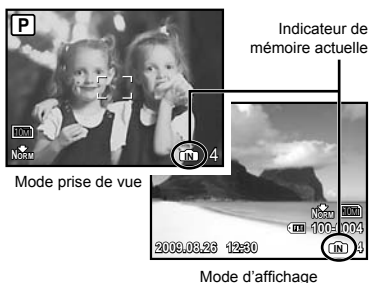 P
Indicateur de
mémoire actuelle
10M
NORM
IN 4
Mode prise de vue
NORM 10M
100-0004
2009.08.26 12:30 IN 4
Mode d'affichage